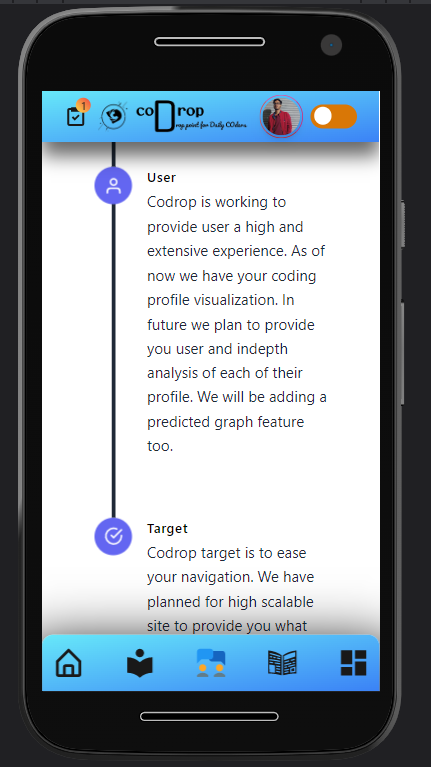 1
coDrop
my point for Daily COders
User
Codrop is working to
provide user a high and
extensive experience. As of
now we have your coding
profile visualization. In
future we plan to provide
you user and indepth
analysis of each of their
profile. We will be adding a
predicted graph feature
too.
Target
Codrop target is to ease
your navigation. We have
planned for high scalable
site to provide you what